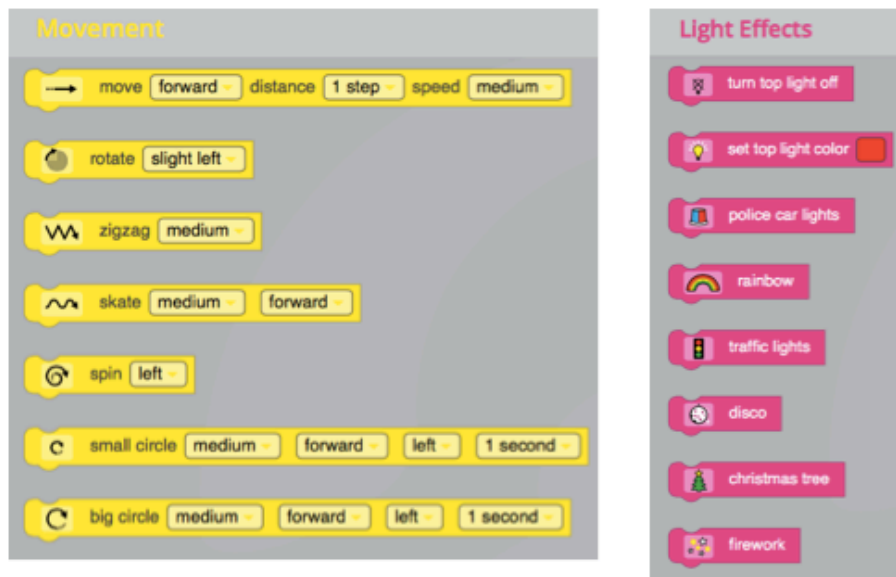 Movement
move forward distance 1 step speed medium
rotate slight left
zigzag medium
skate medium forward
spin left
small circle medium forward left 1 second
big circle medium forward left 1 second
Light Effects
turn top light off
set top light color
police car lights
rainbow
traffic lights
disco
christmas tree
firework